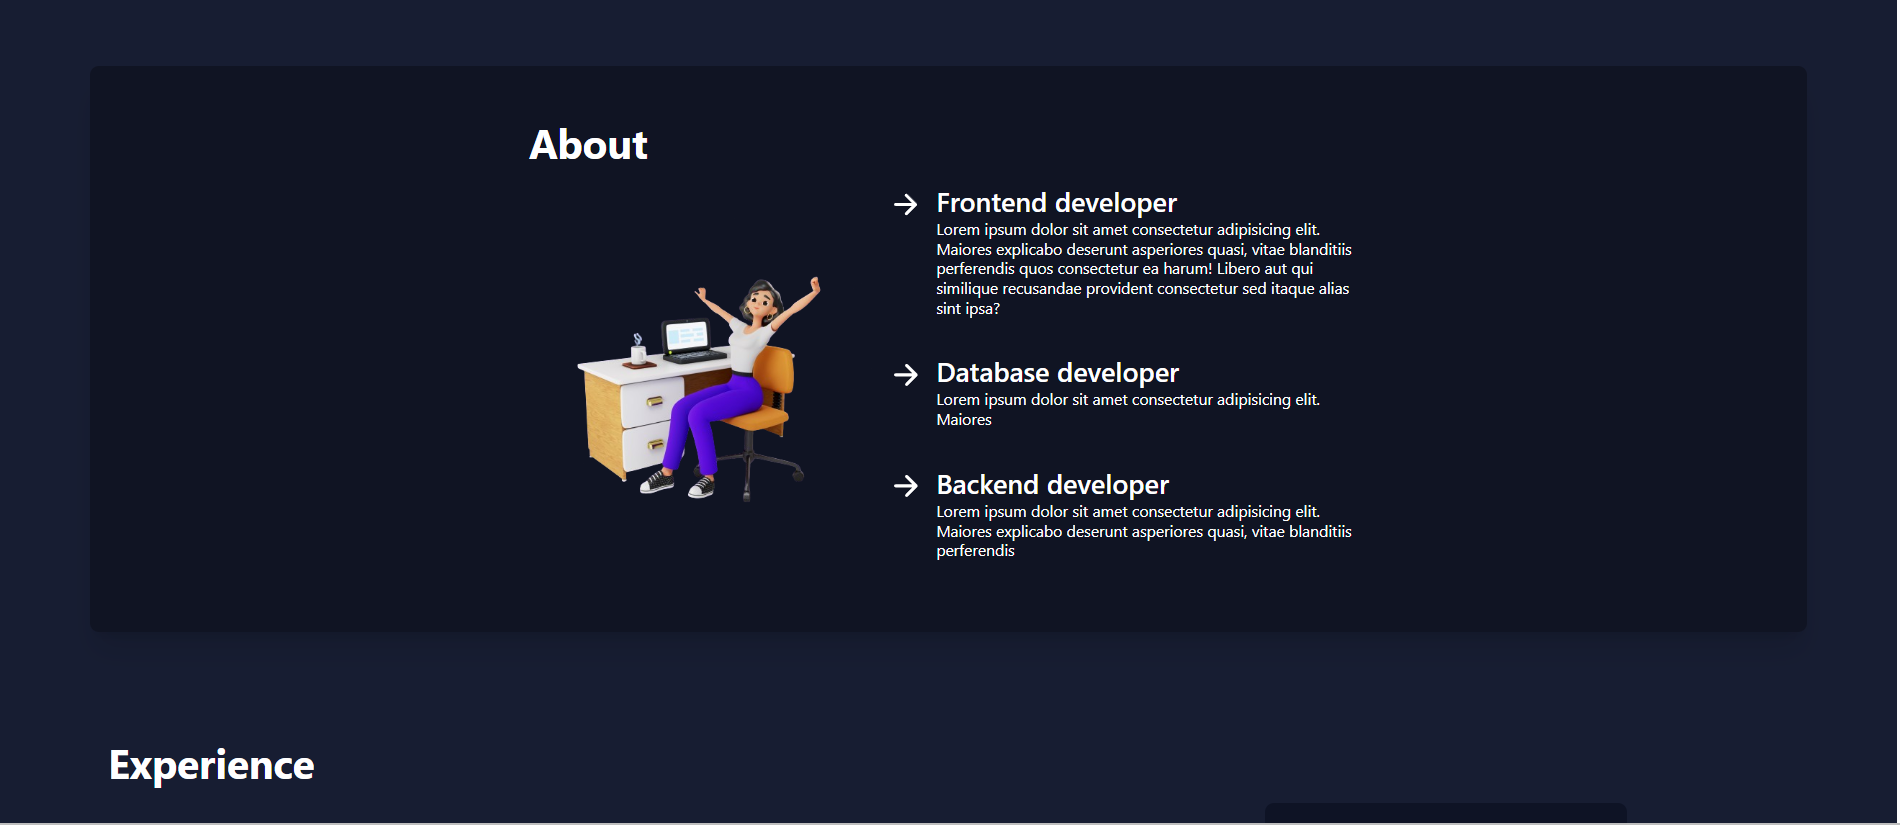 About
Frontend developer
Lorem ipsum dolor sit amet consectetur adipisicing elit.
Maiores explicabo deserunt asperiores quasi, vitae blanditiis
perferendis quos consectetur ea harum! Libero aut qui
similique recusandae provident consectetur sed itaque alias
sint ipsa?
Database developer
Lorem ipsum dolor sit amet consectetur adipisicing elit.
Maiores
Backend developer
Lorem ipsum dolor sit amet consectetur adipisicing elit.
Maiores explicabo deserunt asperiores quasi, vitae blanditiis
perferendis
Experience